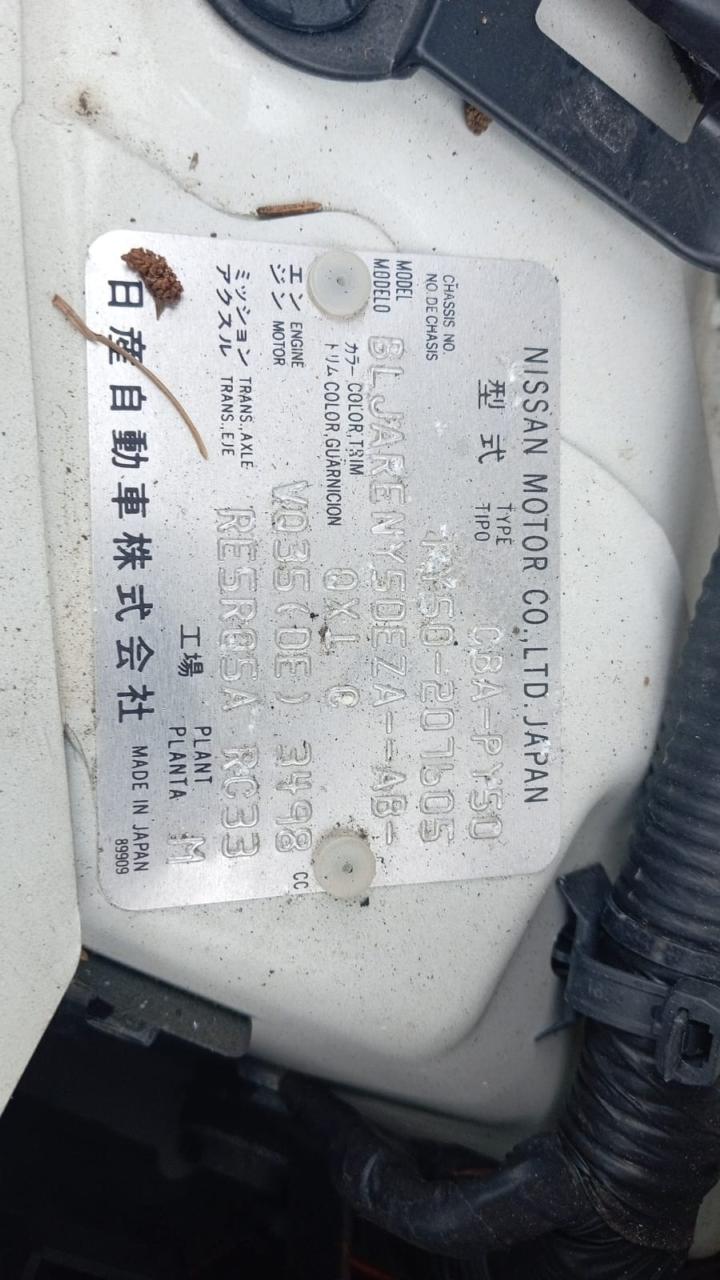 NISSAN MOTOR CO.,LTD. JAPAN
型式 TYPE TIPO CBA-PY50
CHASSIS NO. NO.DE CHASIS PY50-207605
MODEL MODELO BLJARENY50EZA--AB-
カラー トリム COLOR,TRIM COLOR,GUARNICION QX1 C
エンジン ENGINE MOTOR VQ35(DE) 3498 CC
ミッション アクスル TRANS.,AXLE TRANS.,EJE RE5R05A RC33
工場 PLANT PLANTA M
日産自動車株式会社 MADE IN JAPAN 89909